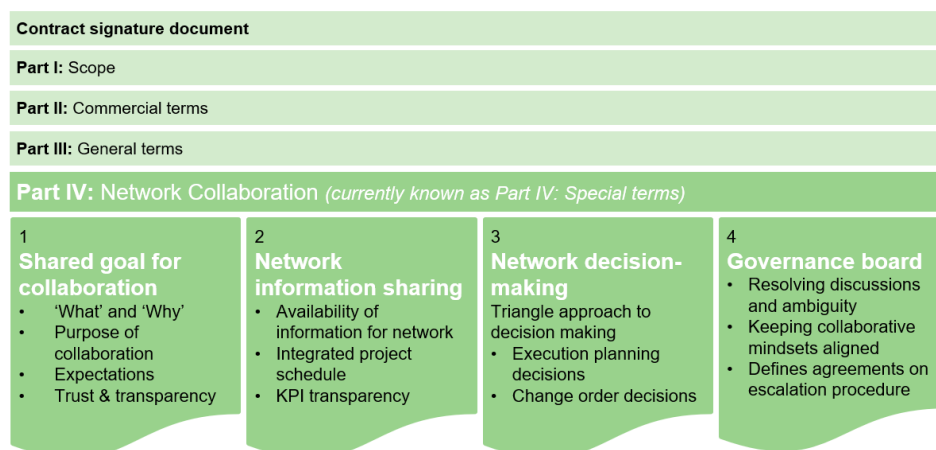 Contract signature document
Part I: Scope
Part II: Commercial terms
Part III: General terms
Part IV: Network Collaboration (currently known as Part IV: Special terms)
1
Shared goal for
collaboration
• ‘What’ and ‘Why’
• Purpose of
collaboration
• Expectations
• Trust & transparency
2
Network
information sharing
• Availability of
information for network
• Integrated project
schedule
• KPI transparency
3
Network decision-
making
Triangle approach to
decision making
• Execution planning
decisions
• Change order decisions
4
Governance board
• Resolving discussions
and ambiguity
• Keeping collaborative
mindsets aligned
• Defines agreements on
escalation procedure